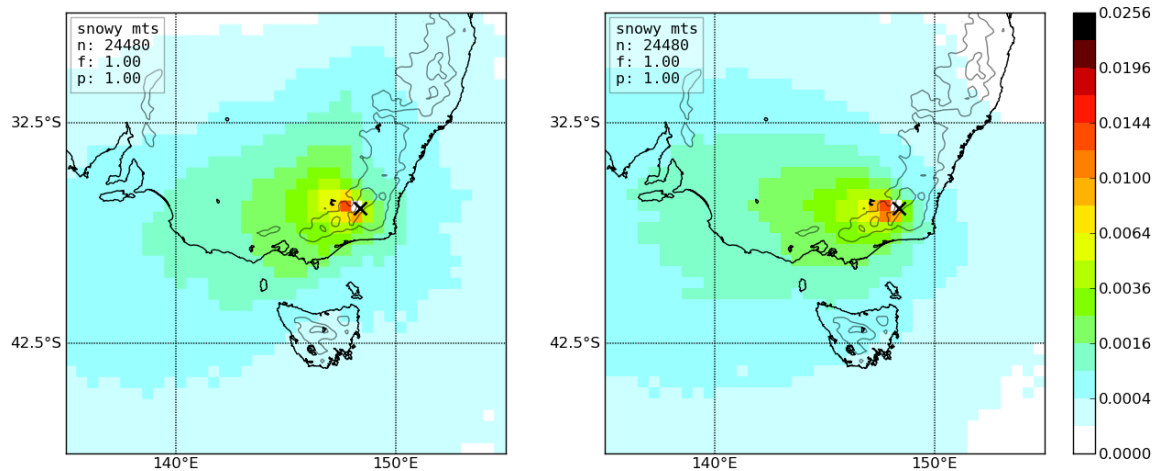 snowy mts
n: 24480
f: 1.00
p: 1.00
32.5°S
42.5°S
140°E
150°E
snowy mts
n: 24480
f: 1.00
p: 1.00
32.5°S
42.5°S
140°E
150°E
0.0256
0.0196
0.0144
0.0100
0.0064
0.0036
0.0016
0.0004
0.0000